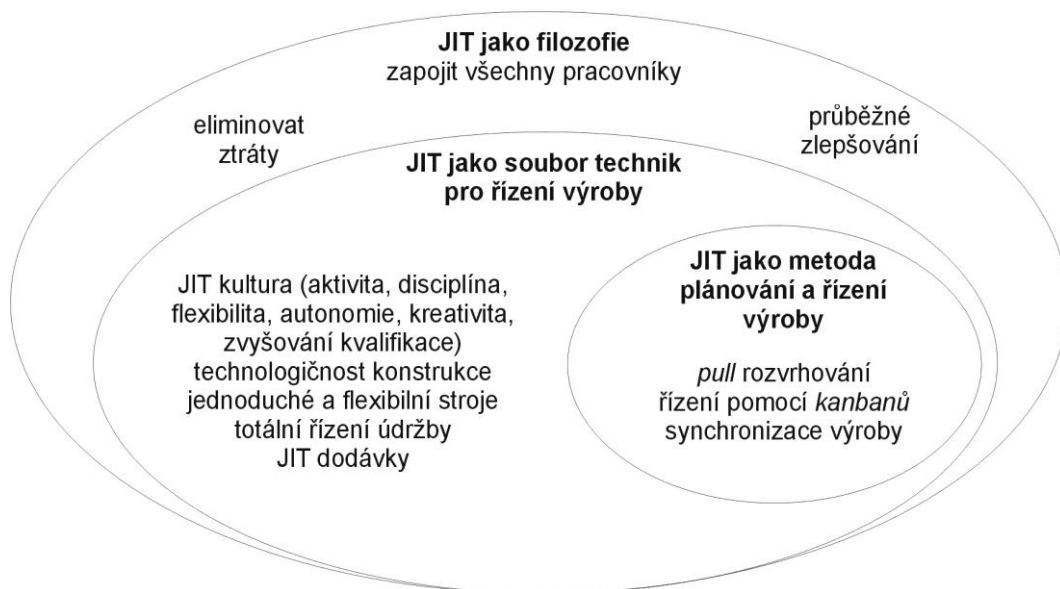 JIT jako filozofie
zapojit všechny pracovníky
eliminovat
ztráty
průběžné
zlepšování
JIT jako soubor technik
pro řízení výroby
JIT kultura (aktivita, disciplína,
flexibilita, autonomie, kreativita,
zvyšování kvalifikace)
technologičnost konstrukce
jednoduché a flexibilní stroje
totální řízení údržby
JIT dodávky
JIT jako metoda
plánování a řízení
výroby
pull rozvrhování
řízení pomocí kanbanů
synchronizace výroby